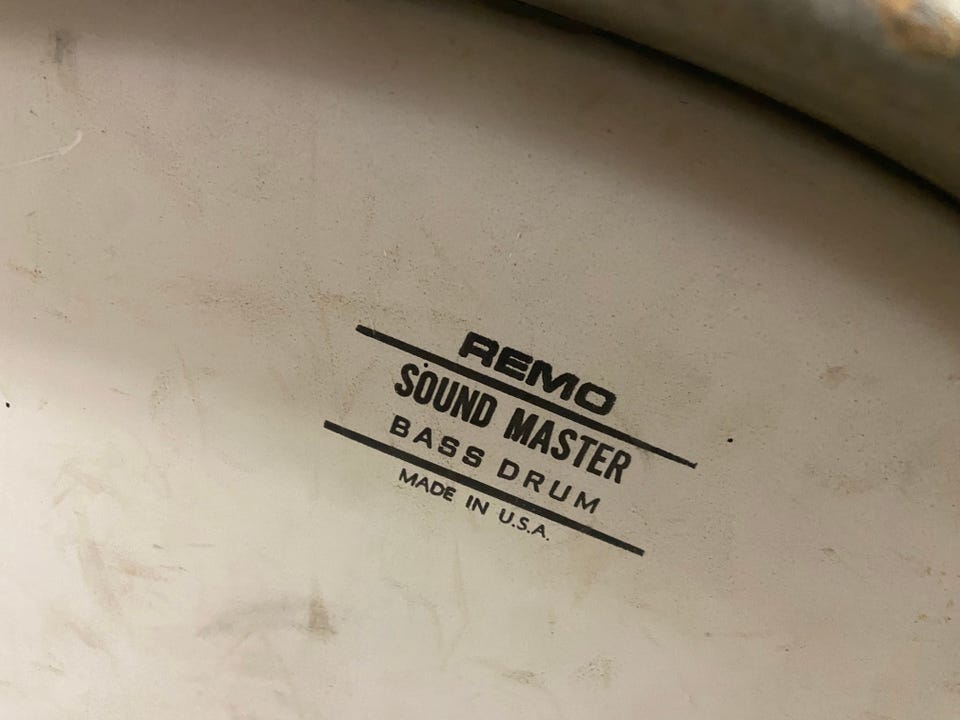 REMO
SOUND MASTER
BASS DRUM
MADE IN U.S.A.